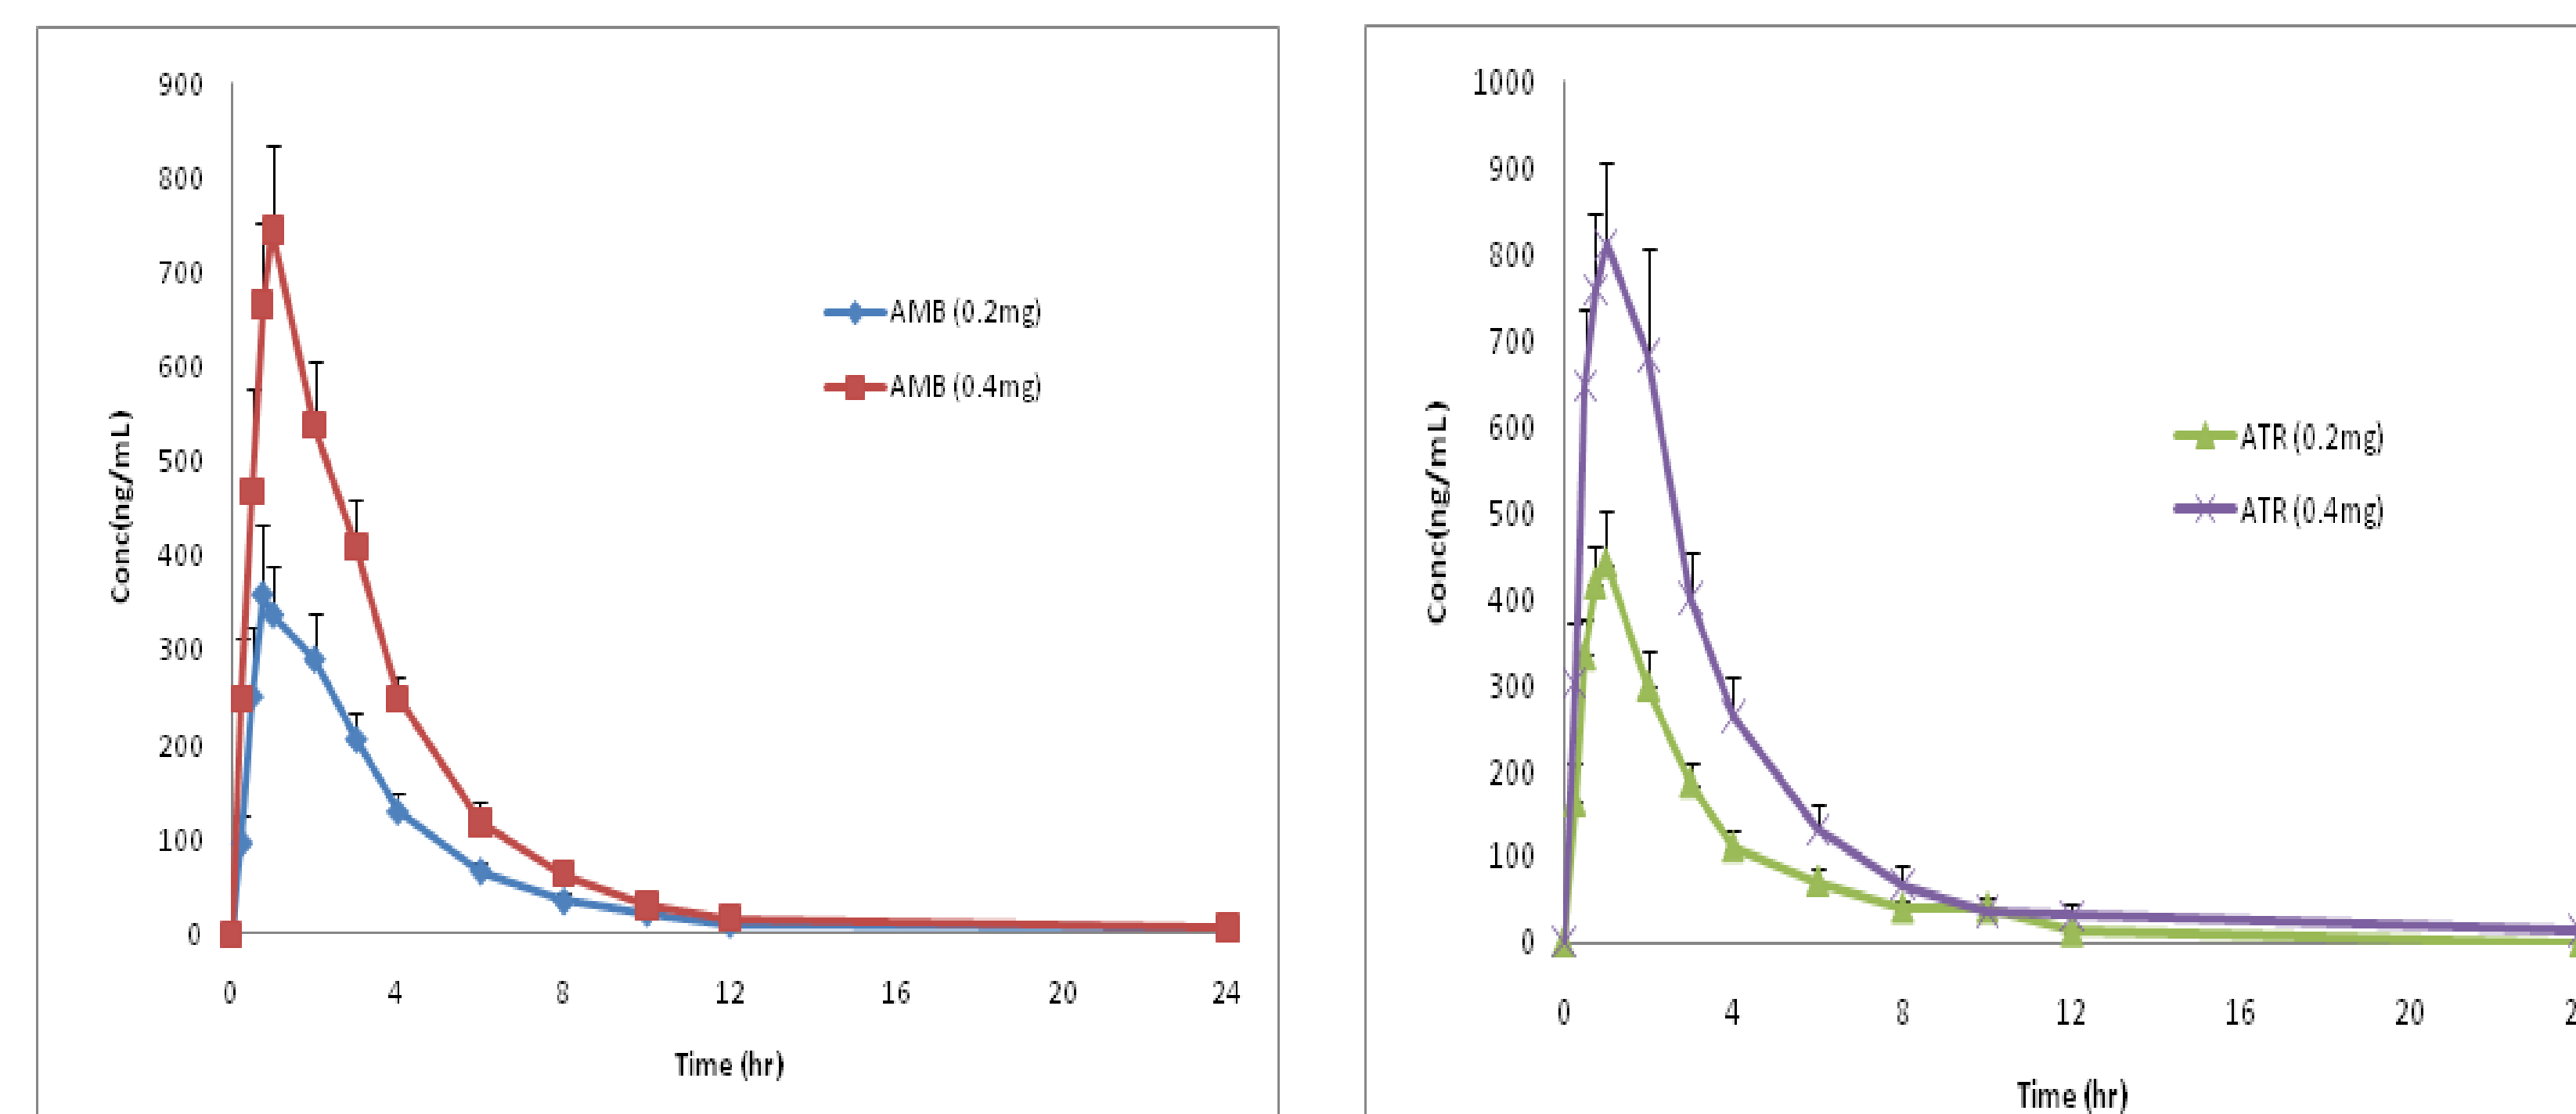 900
800
700
600
500
400
300
200
100
0
Conc(ng/mL)
AMB (0.2mg)
AMB (0.4mg)
0 4 8 12 16 20 24
Time (hr)
1000
900
800
700
600
500
400
300
200
100
0
Conc(ng/mL)
ATR (0.2mg)
ATR (0.4mg)
0 4 8 12 16 20
Time (hr)